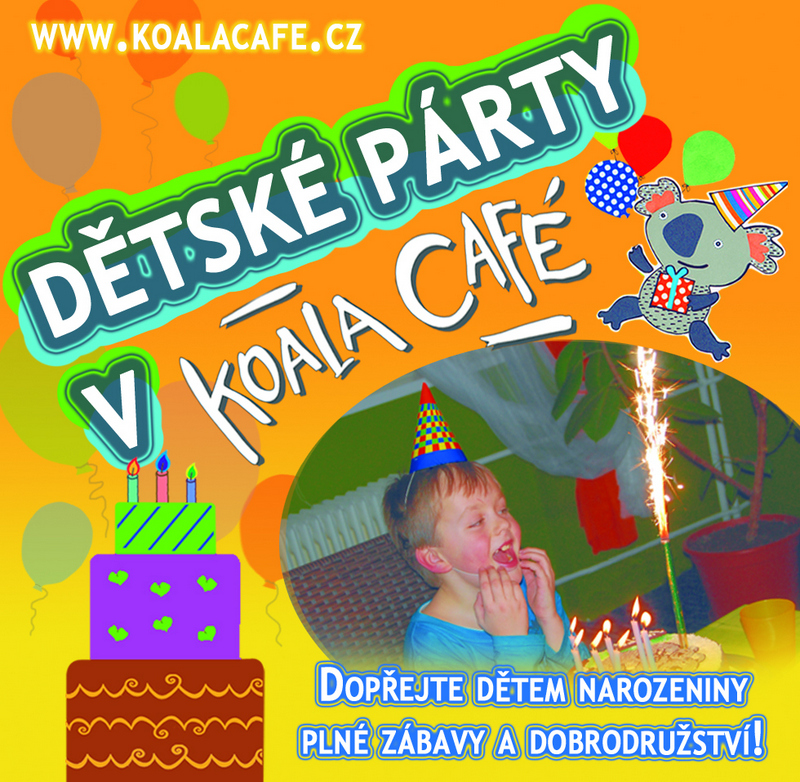 WWW.KOALACAFE.CZ
DĚTSKÉ PÁRTY
V KOALA CAFÉ
DOPŘEJTE DĚTEM NAROZENINY
PLNÉ ZÁBAVY A DOBRODRUŽSTVÍ!